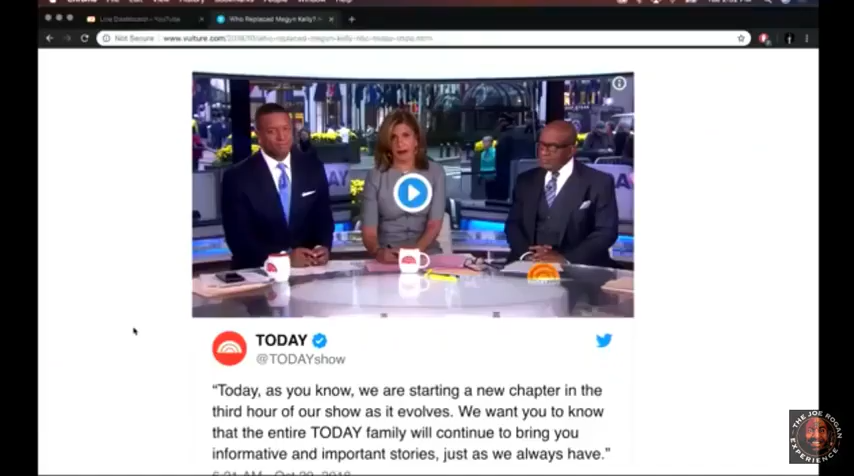 Who Replaced Megyn Kelly?
Not Secure
TODAY
@TODAYshow
“Today, as you know, we are starting a new chapter in the
third hour of our show as it evolves. We want you to know
that the entire TODAY family will continue to bring you
informative and important stories, just as we always have.”
THE JOE ROGAN
EXPERIENCE